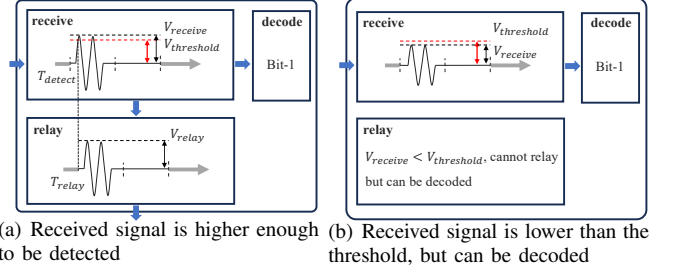 receive
V_receive
V_threshold
T_detect
decode
Bit-1
relay
V_relay
T_relay
(a) Received signal is higher enough
to be detected
receive
V_threshold
V_receive
decode
Bit-1
relay
V_receive < V_threshold, cannot relay
but can be decoded
(b) Received signal is lower than the
threshold, but can be decoded